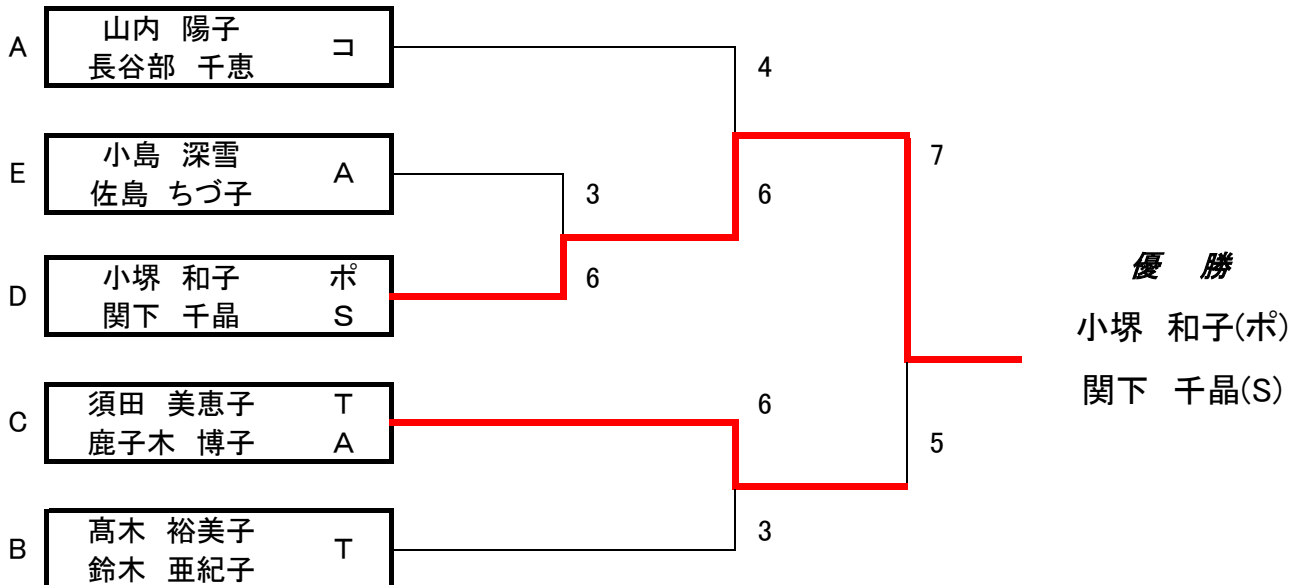 A 山内 陽子 コ
長谷部 千恵
4
E 小島 深雪 A
佐島 ちづ子
3
6
7
D 小堺 和子 ポ
関下 千晶 S
6
優 勝
小堺 和子(ポ)
関下 千晶(S)
C 須田 美恵子 T
鹿子木 博子 A
6
5
B 髙木 裕美子 T
鈴木 亜紀子
3